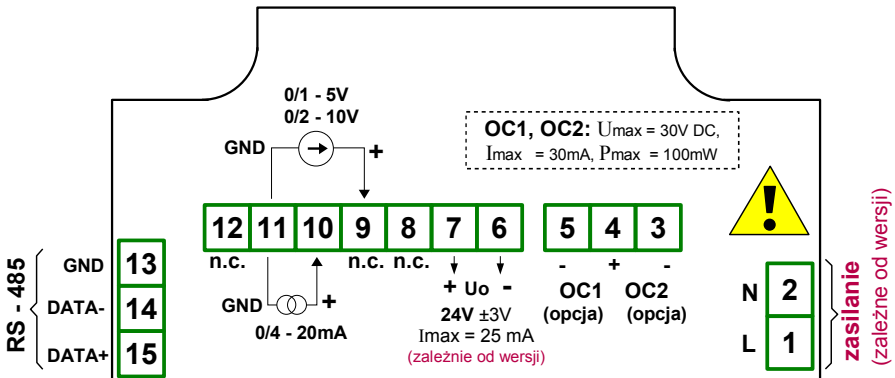 0/1 - 5V
0/2 - 10V
GND
+
OC1, OC2: Umax = 30V DC,
Imax = 30mA, Pmax = 100mW
12 11 10 9 8 7 6 5 4 3
n.c. n.c. n.c. + Uo - - + -
GND +
0/4 - 20mA
24V ±3V
Imax = 25 mA
(zależnie od wersji)
OC1 OC2
(opcja) (opcja)
RS - 485
GND 13
DATA- 14
DATA+ 15
N 2
L 1
zasilanie
(zależne od wersji)